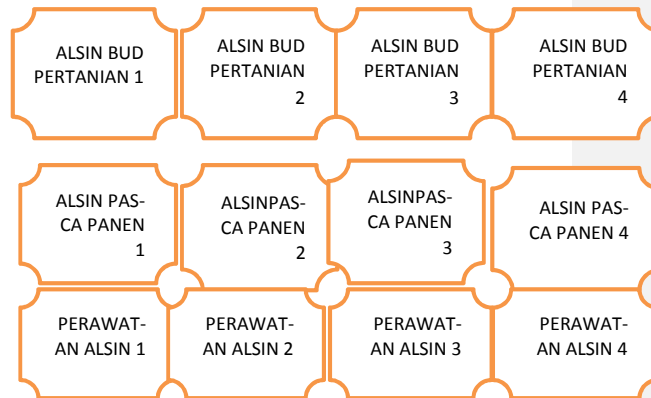 ALSIN BUD
PERTANIAN 1
ALSIN BUD
PERTANIAN
2
ALSIN BUD
PERTANIAN
3
ALSIN BUD
PERTANIAN
4
ALSIN PAS-
CA PANEN
1
ALSINPAS-
CA PANEN
2
ALSINPAS-
CA PANEN
3
ALSIN PAS-
CA PANEN 4
PERAWAT-
AN ALSIN 1
PERAWAT-
AN ALSIN 2
PERAWAT-
AN ALSIN 3
PERAWAT-
AN ALSIN 4